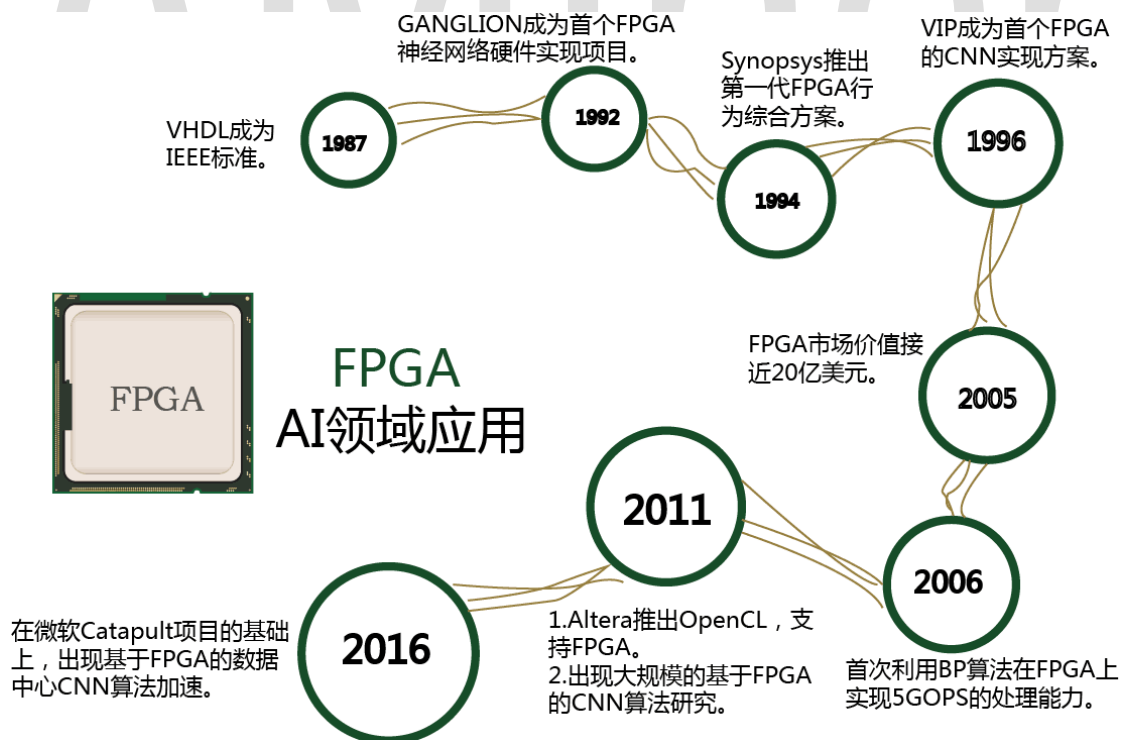 VHDL成为
IEEE标准。
1987
GANGLION成为首个FPGA
神经网络硬件实现项目。
1992
Synopsys推出
第一代FPGA行
为综合方案。
1994
VIP成为首个FPGA
的CNN实现方案。
1996
FPGA市场价值接
近20亿美元。
2005
FPGA
FPGA
AI领域应用
2006
首次利用BP算法在FPGA上
实现5GOPS的处理能力。
2011
1.Altera推出OpenCL，支
持FPGA。
2.出现大规模的基于FPGA
的CNN算法研究。
2016
在微软Catapult项目的基础
上，出现基于FPGA的数据
中心CNN算法加速。